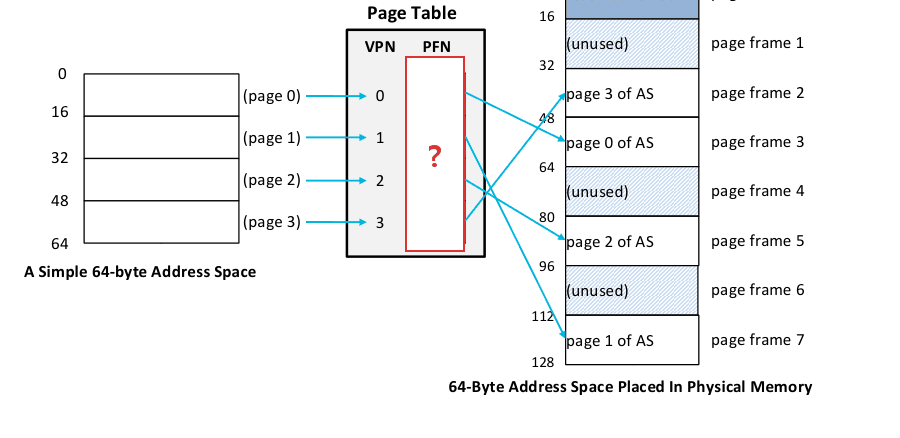 Page Table
VPN PFN
0
16
32
48
64
(page 0)
(page 1)
(page 2)
(page 3)
0
1
2
3
?
A Simple 64-byte Address Space
16
(unused) page frame 1
32
page 3 of AS page frame 2
48
page 0 of AS page frame 3
64
(unused) page frame 4
80
page 2 of AS page frame 5
96
(unused) page frame 6
112
page 1 of AS page frame 7
128
64-Byte Address Space Placed In Physical Memory